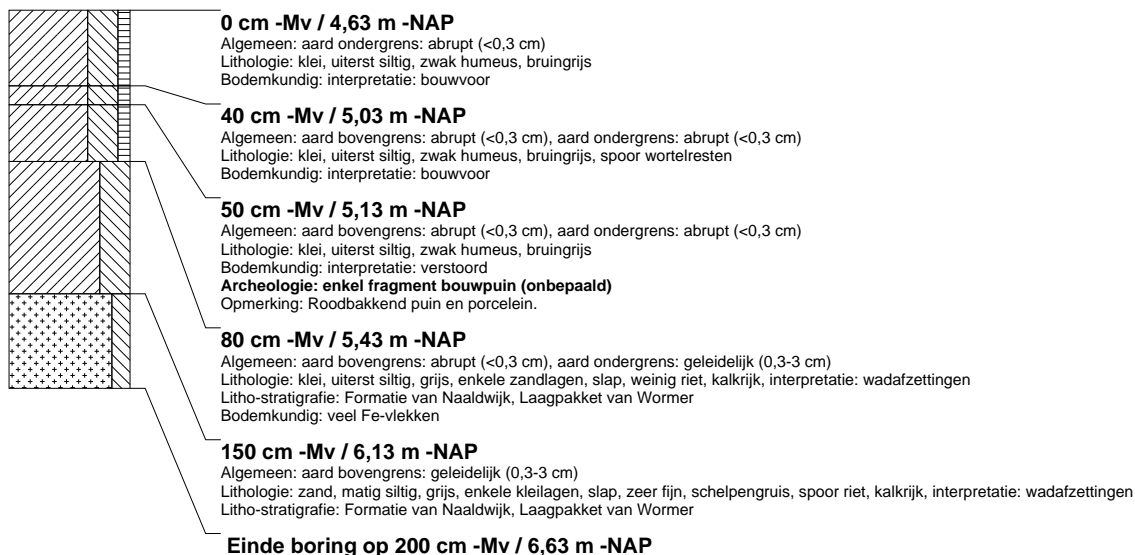 0 cm -Mv / 4,63 m -NAP
Algemeen: aard ondergrens: abrupt (<0,3 cm)
Lithologie: klei, uiterst siltig, zwak humeus, bruingrijs
Bodemkundig: interpretatie: bouwvoor
40 cm -Mv / 5,03 m -NAP
Algemeen: aard bovengrens: abrupt (<0,3 cm), aard ondergrens: abrupt (<0,3 cm)
Lithologie: klei, uiterst siltig, zwak humeus, bruingrijs, spoor wortelresten
Bodemkundig: interpretatie: bouwvoor
50 cm -Mv / 5,13 m -NAP
Algemeen: aard bovengrens: abrupt (<0,3 cm), aard ondergrens: abrupt (<0,3 cm)
Lithologie: klei, uiterst siltig, zwak humeus, bruingrijs
Bodemkundig: interpretatie: verstoord
Archeologie: enkel fragment bouwpuin (onbepaald)
Opmerking: Roodbakkend puin en porcelein.
80 cm -Mv / 5,43 m -NAP
Algemeen: aard bovengrens: abrupt (<0,3 cm), aard ondergrens: geleidelijk (0,3-3 cm)
Lithologie: klei, uiterst siltig, grijs, enkele zandlagen, slap, weinig riet, kalkrijk, interpretatie: wadafzettingen
Litho-stratigrafie: Formatie van Naaldwijk, Laagpakket van Wormer
Bodemkundig: veel Fe-vlekken
150 cm -Mv / 6,13 m -NAP
Algemeen: aard bovengrens: geleidelijk (0,3-3 cm)
Lithologie: zand, matig siltig, grijs, enkele kleilagen, slap, zeer fijn, schelpengruis, spoor riet, kalkrijk, interpretatie: wadafzettingen
Litho-stratigrafie: Formatie van Naaldwijk, Laagpakket van Wormer
Einde boring op 200 cm -Mv / 6,63 m -NAP